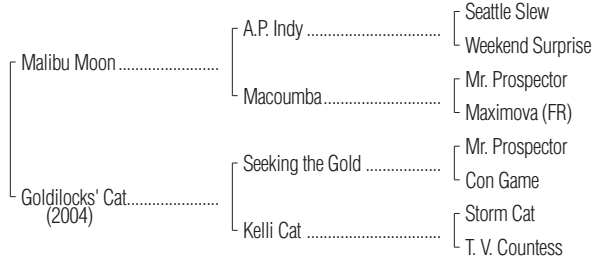 Seattle Slew
A.P. Indy
Weekend Surprise
Malibu Moon
Mr. Prospector
Macoumba
Maximova (FR)
Mr. Prospector
Seeking the Gold
Con Game
Goldilocks' Cat
(2004)
Storm Cat
Kelli Cat
T. V. Countess